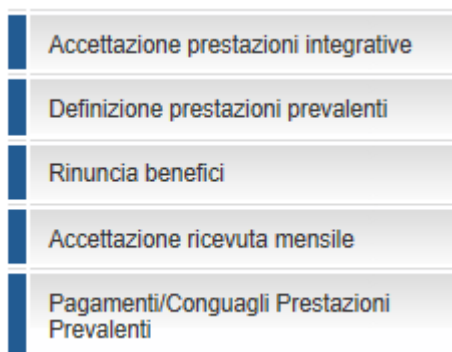 Accettazione prestazioni integrative
Definizione prestazioni prevalenti
Rinuncia benefici
Accettazione ricevuta mensile
Pagamenti/Conguagli Prestazioni
Prevalenti